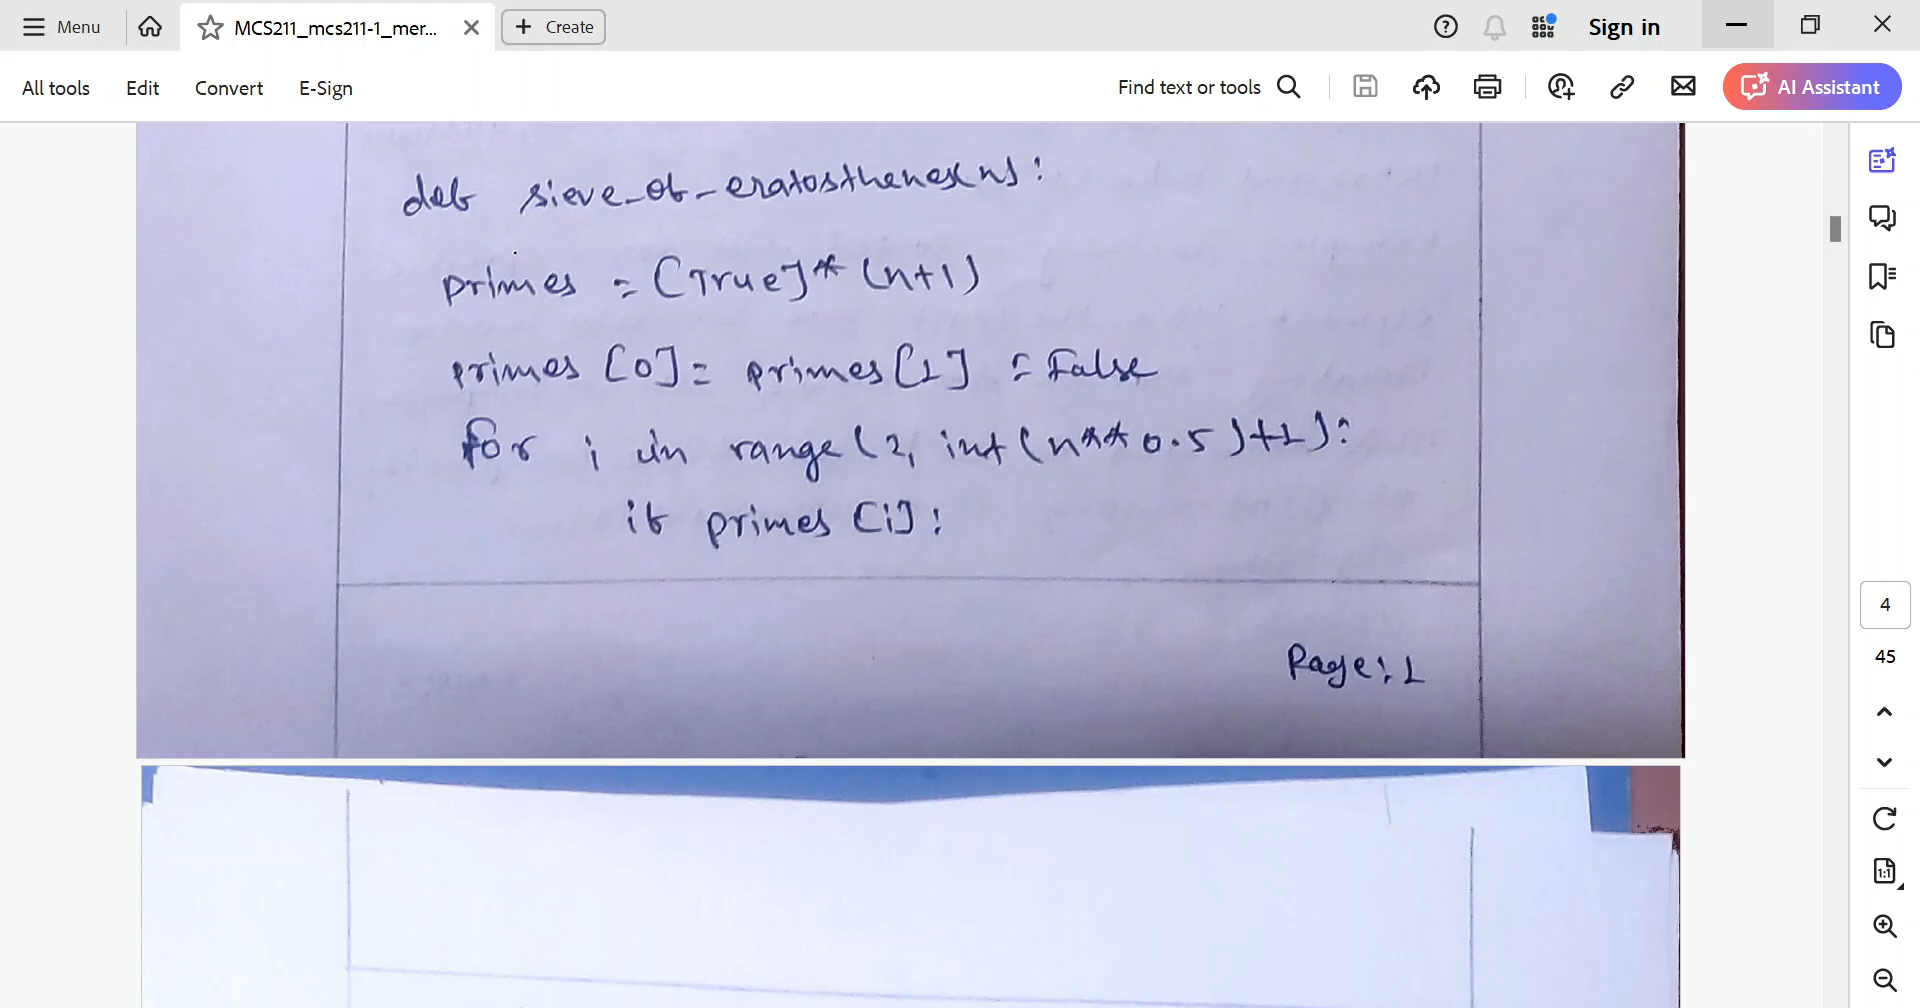 Menu
MCS211_mcs211-1_mer...
Create
Sign in
All tools
Edit
Convert
E-Sign
Find text or tools
AI Assistant
def sieve_of_eratosthenes(n):
primes = [True]* (n+1)
primes [0] = primes [1] = False
for i in range (2, int (n**0.5)+1):
if primes [i]:
Page: 1
4
45